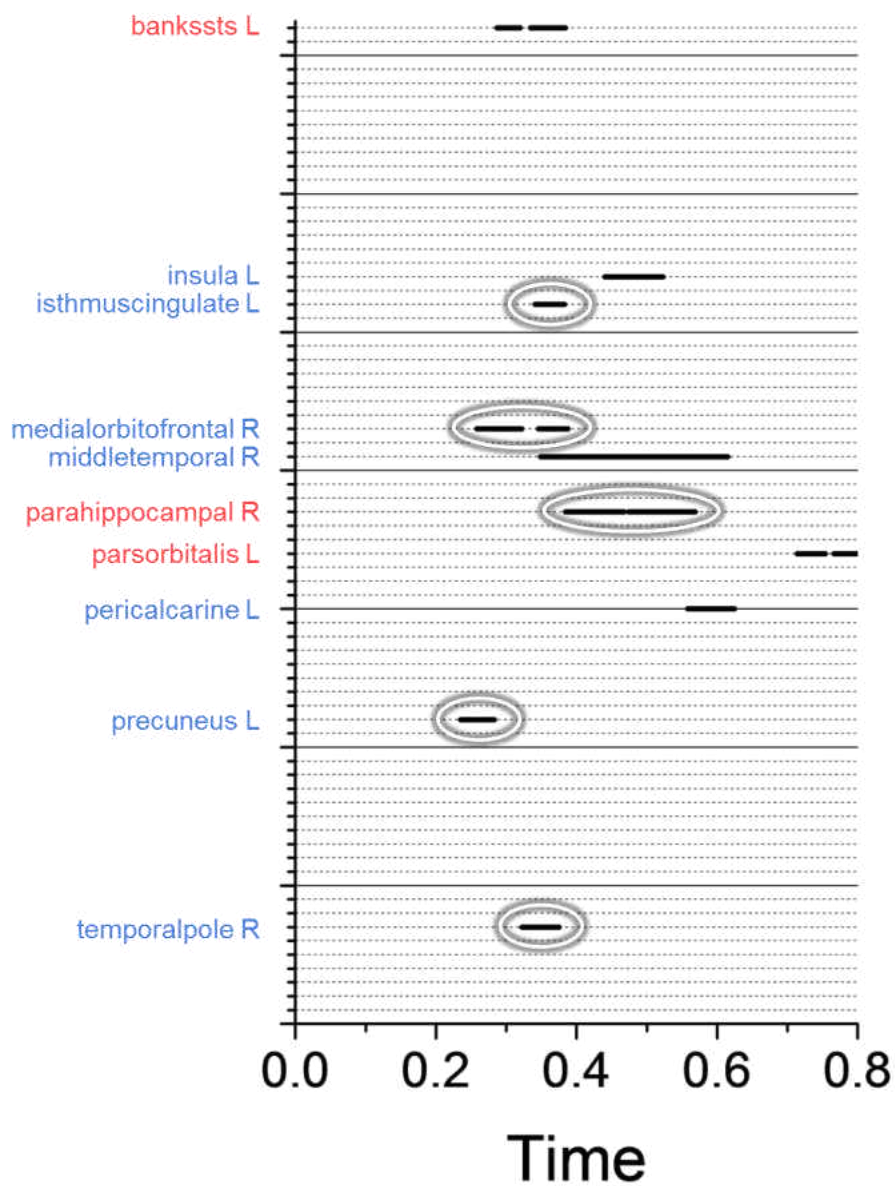 bankssts L
insula L
isthmuscingulate L
medialorbitofrontal R
middletemporal R
parahippocampal R
parsorbitalis L
pericalcarine L
precuneus L
temporalpole R
0.0 0.2 0.4 0.6 0.8
Time